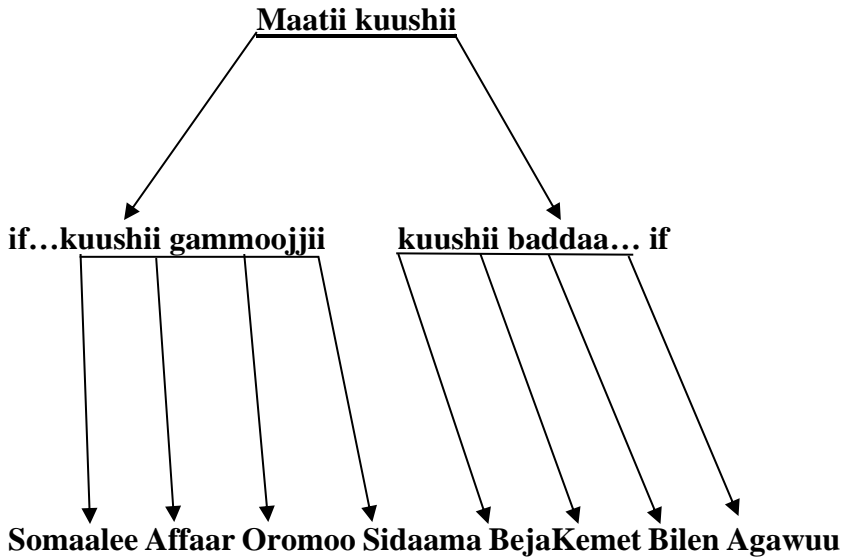 Maatii kuushii
if…kuushii gammoojjii kuushii baddaa… if
Somaalee Affaar Oromoo Sidaama BejaKemet Bilen Agawuu